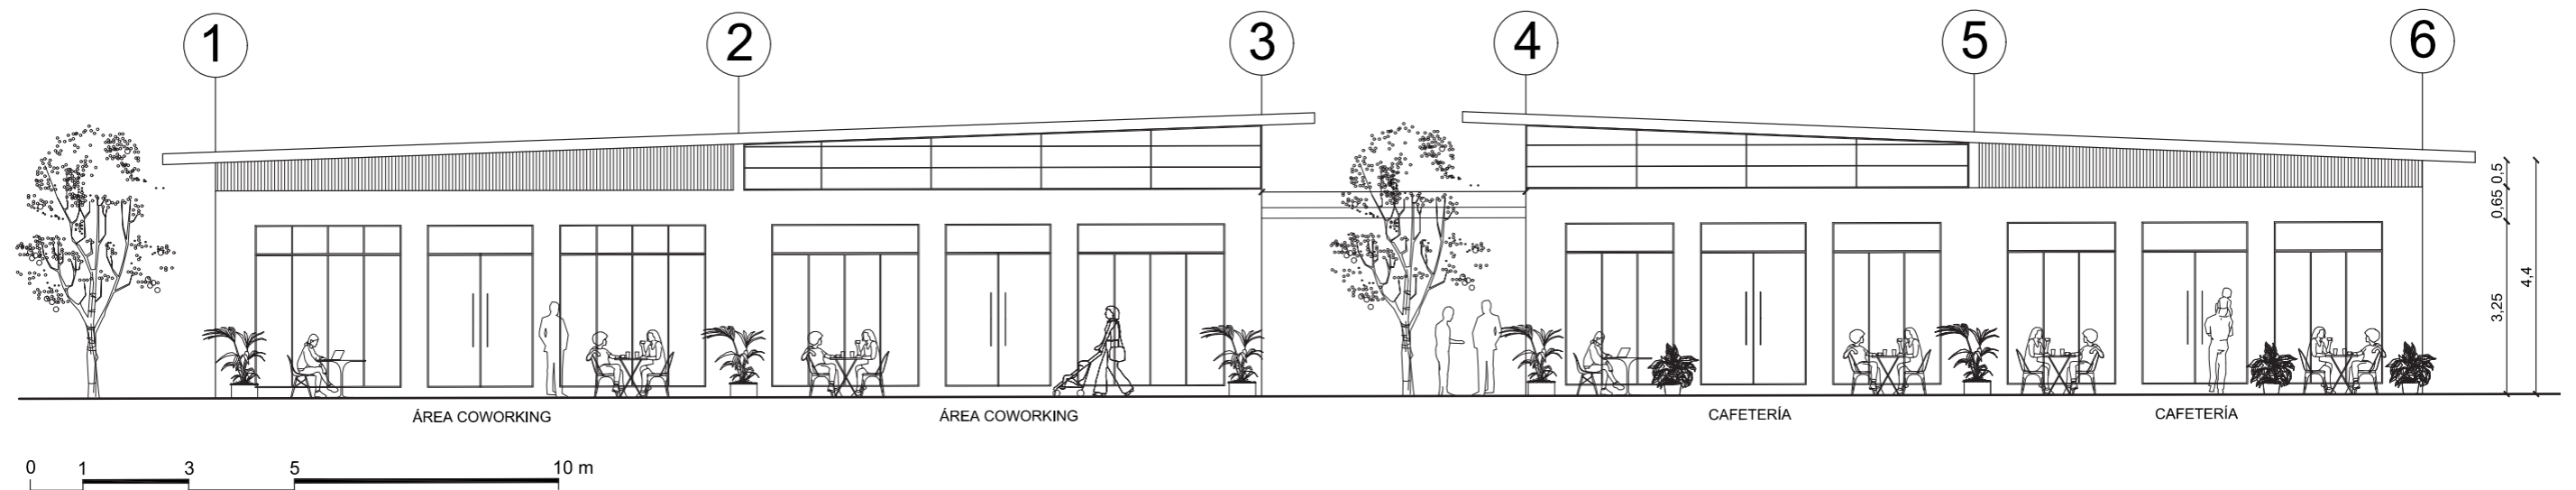 1 2 3 4 5 6
0,5
0,65
3,25
4,4
ÁREA COWORKING
ÁREA COWORKING
CAFETERÍA
CAFETERÍA
0 1 3 5 10 m